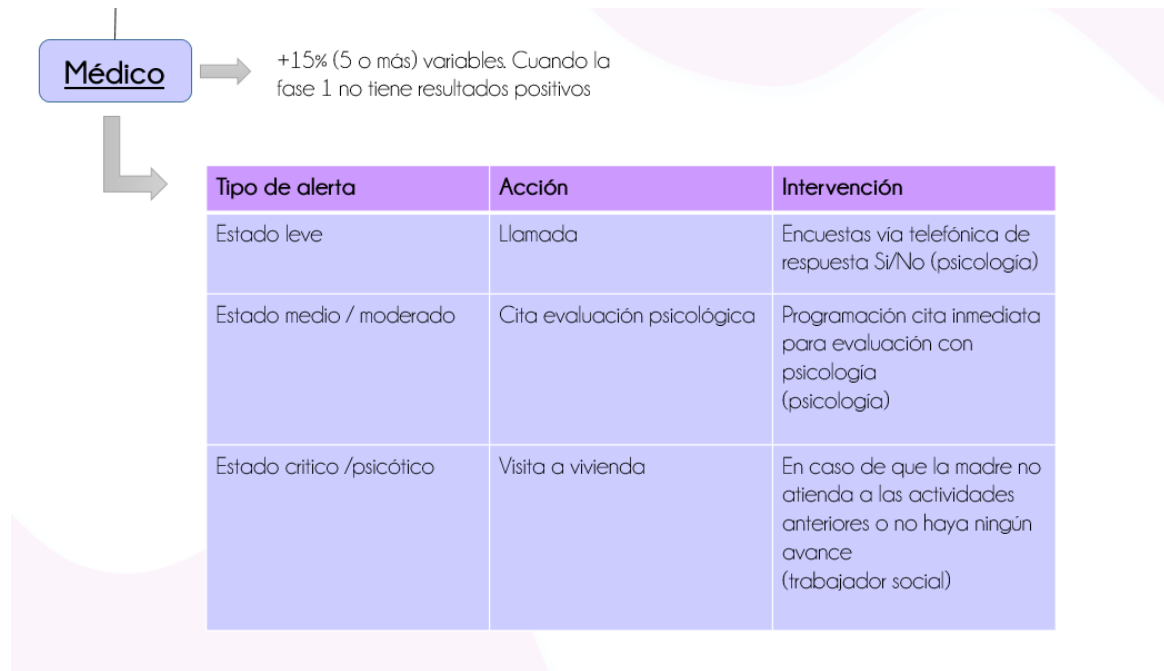 Médico
+15% (5 o más) variables. Cuando la
fase 1 no tiene resultados positivos
Tipo de alerta
Acción
Intervención
Estado leve
Llamada
Encuestas vía telefónica de
respuesta Si/No (psicología)
Estado medio / moderado
Cita evaluación psicológica
Programación cita inmediata
para evaluación con
psicología
(psicología)
Estado critico /psicótico
Visita a vivienda
En caso de que la madre no
atienda a las actividades
anteriores o no haya ningún
avance
(trabajador social)